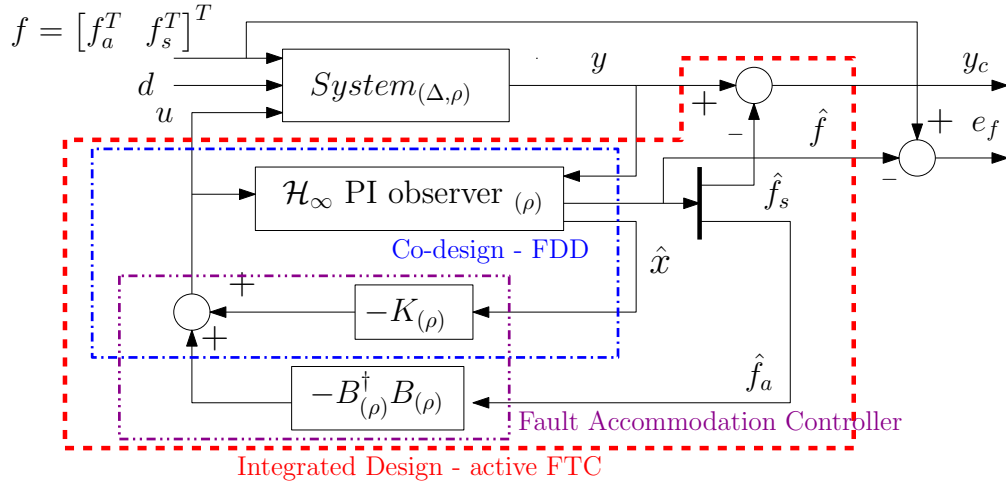 f = [f_a^T f_s^T]^T
d
u
System_(Δ,ρ)
y
y_c
+
−
f̂
+
e_f
−
H_∞ PI observer _(ρ)
f̂_s
Co-design - FDD
x̂
+
−K_(ρ)
+
−B^†_(ρ) B_(ρ)
f̂_a
Fault Accommodation Controller
Integrated Design - active FTC